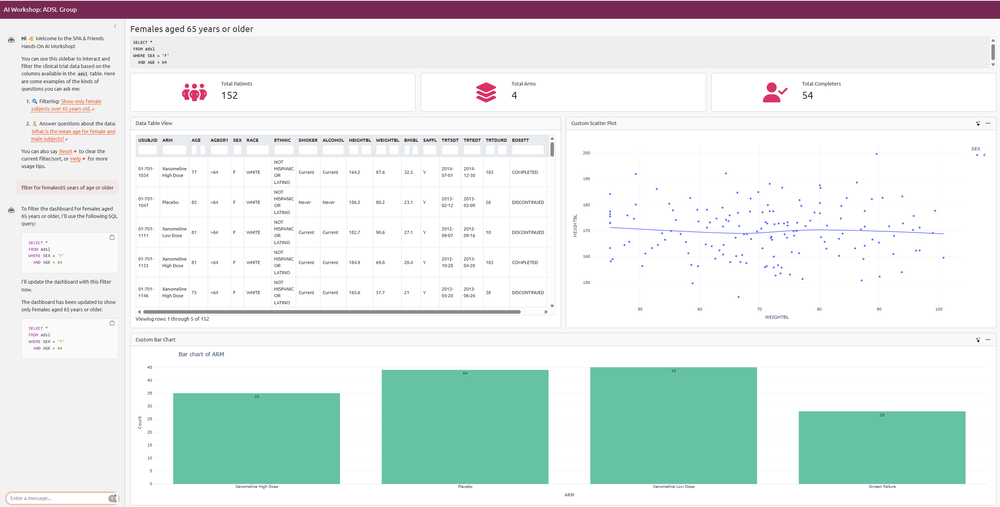 AI Workshop: ADSL Group
Hi 👋 Welcome to the SPA & Friends
Hands-On AI Workshop!
You can use this sidebar to interact and
filter the clinical trial data based on the
columns available in the adsl table. Here
are some examples of the kinds of
questions you can ask me:
1. 🔍 Filtering: Show only female
subjects over 65 years old.
2. Answer questions about the data:
What is the mean age for female and
male subjects?
You can also say Reset to clear the
current filter/sort, or Help for more
usage tips.
filter for females65 years of age or older
To filter the dashboard for females aged
65 years or older, I'll use the following SQL
query:
SELECT *
FROM adsl
WHERE SEX = 'F'
AND AGE > 64
I'll update the dashboard with this filter
now.
The dashboard has been updated to show
only females aged 65 years or older.
SELECT *
FROM adsl
WHERE SEX = 'F'
AND AGE > 64
Enter a message...
Females aged 65 years or older
SELECT *
FROM adsl
WHERE SEX = 'F'
AND AGE > 64
Total Patients
152
Total Arms
4
Total Completers
54
Data Table View
USUBJID ARM AGE AGEGR1 SEX RACE ETHNIC SMOKER ALCOHOL HEIGHTBL WEIGHTBL BMIBL SAFFL TRTSDT TRTEDT TRTDURD EOSSTT
01-701-1034 Xanomeline High Dose 77 >64 F WHITE NOT HISPANIC OR LATINO Current Current 164.2 87.6 32.5 Y 2014-07-01 2014-12-30 183 COMPLETED
01-701-1047 Placebo 85 >64 F WHITE NOT HISPANIC OR LATINO Never Never 186.5 80.2 23.1 Y 2013-02-12 2013-03-09 26 DISCONTINUED
01-701-1111 Xanomeline Low Dose 81 >64 F WHITE NOT HISPANIC OR LATINO Current Current 182.7 90.6 27.1 Y 2012-09-07 2012-09-16 10 DISCONTINUED
01-701-1133 Xanomeline High Dose 81 >64 F WHITE NOT HISPANIC OR LATINO Current Current 184.9 69.8 20.4 Y 2012-10-28 2013-04-28 183 COMPLETED
01-701-1146 Xanomeline High Dose 75 >64 F WHITE NOT HISPANIC OR LATINO Current Current 165.6 57.7 21 Y 2013-05-20 2013-06-26 38 DISCONTINUED
Viewing rows 1 through 5 of 152
Custom Scatter Plot
SEX
F
200
190
180
170
160
150
HEIGHTBL
50 60 70 80 90 100
WEIGHTBL
Custom Bar Chart
Bar chart of ARM
45
40
35
30
25
20
15
10
5
0
Count
35 44 45 28
Xanomeline High Dose Placebo Xanomeline Low Dose Screen Failure
ARM